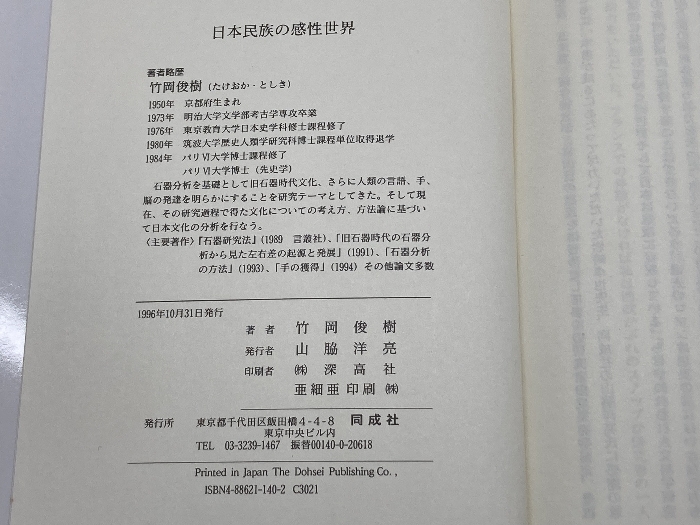 日本民族の感性世界
著者略歴
竹岡俊樹(たけおか・としき)
1950年 京都府生まれ
1973年 明治大学文学部考古学専攻卒業
1976年 東京教育大学日本史学科修士課程修了
1980年 筑波大学歴史人類学研究科博士課程単位取得退学
1984年 パリⅥ大学博士課程修了
パリⅥ大学博士(先史学)
石器分析を基礎として旧石器時代文化、さらに人類の言語、手、
脳の発達を明らかにすることを研究テーマとしてきた。そして現
在、その研究過程で得た文化についての考え方、方法論に基づい
て日本文化の分析を行なう。
〈主要著作〉『石器研究法』(1989 言叢社)、「旧石器時代の石器分
析から見た左右差の起源と発展」(1991)、「石器分析
の方法」(1993)、「手の獲得」(1994) その他論文多数
1996年10月31日発行
著者 竹岡俊樹
発行者 山脇洋亮
印刷者 ㈱深高社
亜細亜印刷㈱
発行所 東京都千代田区飯田橋4-4-8 同成社
東京中央ビル内
TEL 03-3239-1467 振替00140-0-20618
Printed in Japan The Dohsei Publishing Co.,
ISBN4-88621-140-2 C3021